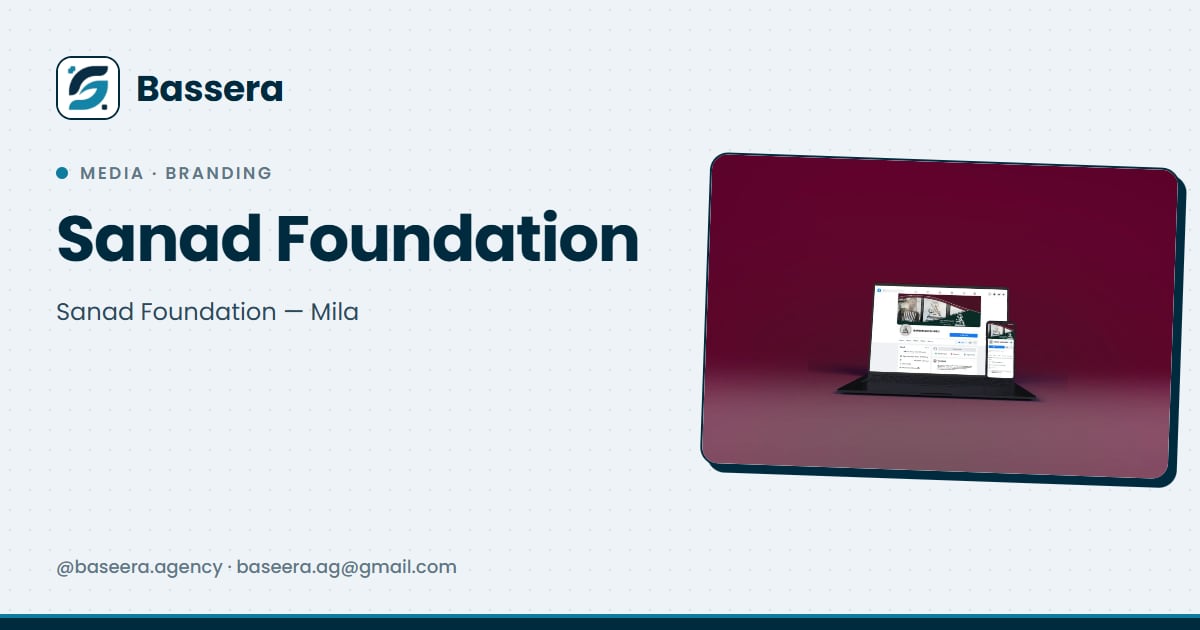 Bassera
MEDIA · BRANDING
Sanad Foundation
Sanad Foundation — Mila
@baseera.agency · baseera.ag@gmail.com